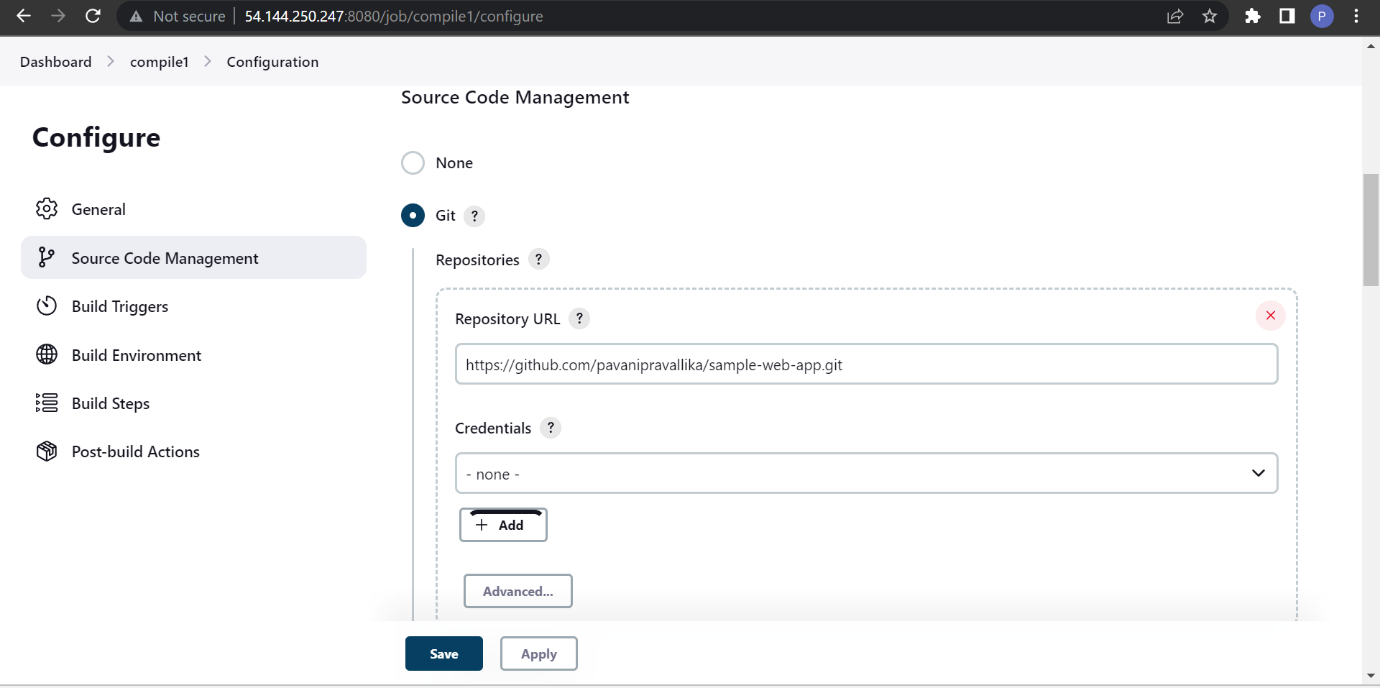 Not secure 54.144.250.247:8080/job/compile1/configure P
Dashboard compile1 Configuration
Source Code Management
Configure
None
General
Git ?
Source Code Management
Repositories ?
Build Triggers
Repository URL ?
Build Environment
https://github.com/pavanipravallika/sample-web-app.git
Build Steps
Credentials ?
Post-build Actions
- none -
+ Add
Advanced...
Save Apply